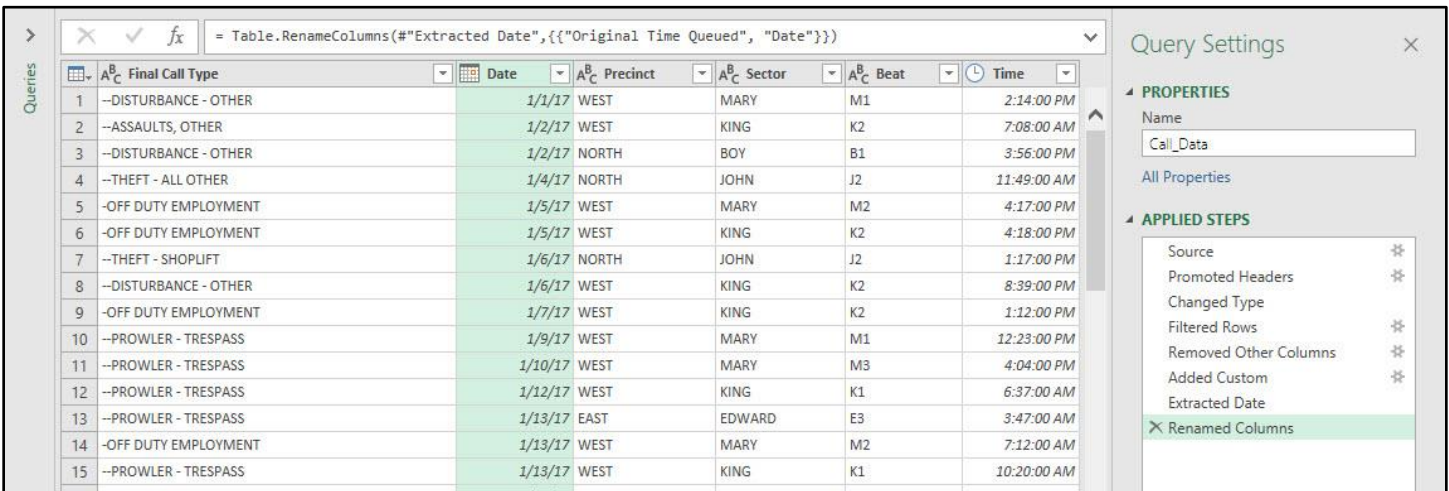 fx = Table.RenameColumns(#"Extracted Date",{{"Original Time Queued", "Date"}})
Queries
ABC Final Call Type Date ABC Precinct ABC Sector ABC Beat Time
1 --DISTURBANCE - OTHER 1/1/17 WEST MARY M1 2:14:00 PM
2 --ASSAULTS, OTHER 1/2/17 WEST KING K2 7:08:00 AM
3 --DISTURBANCE - OTHER 1/2/17 NORTH BOY B1 3:56:00 PM
4 --THEFT - ALL OTHER 1/4/17 NORTH JOHN J2 11:49:00 AM
5 -OFF DUTY EMPLOYMENT 1/5/17 WEST MARY M2 4:17:00 PM
6 -OFF DUTY EMPLOYMENT 1/5/17 WEST KING K2 4:18:00 PM
7 --THEFT - SHOPLIFT 1/6/17 NORTH JOHN J2 1:17:00 PM
8 --DISTURBANCE - OTHER 1/6/17 WEST KING K2 8:39:00 PM
9 -OFF DUTY EMPLOYMENT 1/7/17 WEST KING K2 1:12:00 PM
10 --PROWLER - TRESPASS 1/9/17 WEST MARY M1 12:23:00 PM
11 --PROWLER - TRESPASS 1/10/17 WEST MARY M3 4:04:00 PM
12 --PROWLER - TRESPASS 1/12/17 WEST KING K1 6:37:00 AM
13 --PROWLER - TRESPASS 1/13/17 EAST EDWARD E3 3:47:00 AM
14 -OFF DUTY EMPLOYMENT 1/13/17 WEST MARY M2 7:12:00 AM
15 --PROWLER - TRESPASS 1/13/17 WEST KING K1 10:20:00 AM
Query Settings
PROPERTIES
Name
Call_Data
All Properties
APPLIED STEPS
Source
Promoted Headers
Changed Type
Filtered Rows
Removed Other Columns
Added Custom
Extracted Date
Renamed Columns